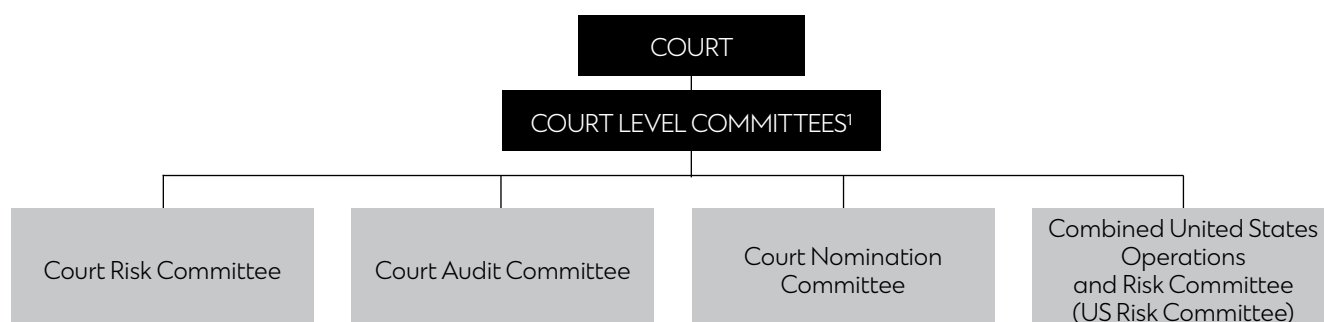 COURT
COURT LEVEL COMMITTEES¹
Court Risk Committee
Court Audit Committee
Court Nomination
Committee
Combined United States
Operations
and Risk Committee
(US Risk Committee)